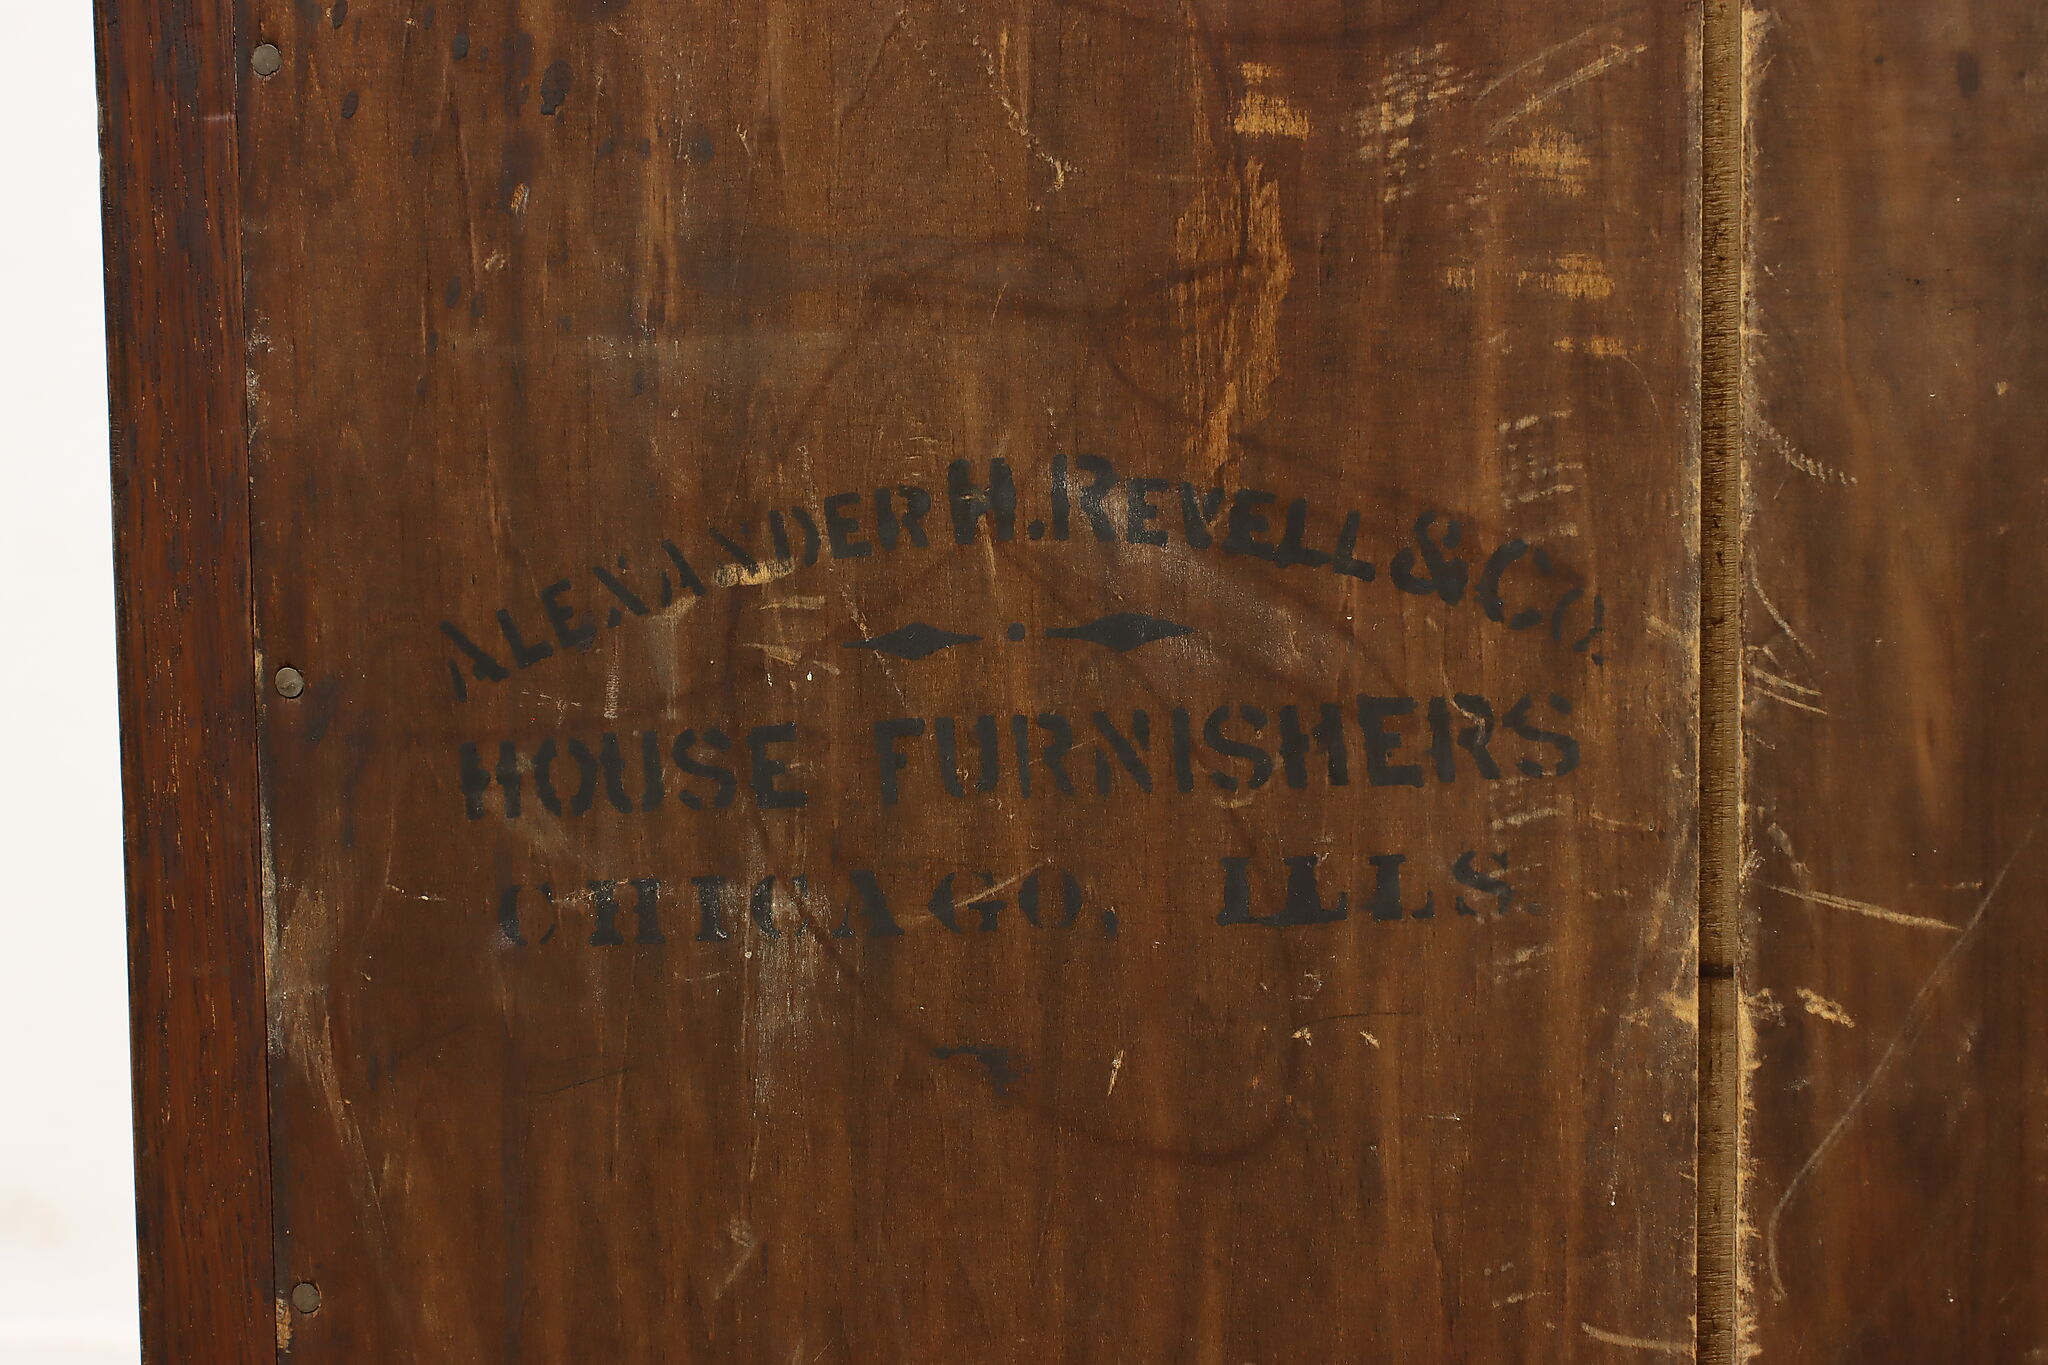 ALEXANDER H. REVELL & CO.
HOUSE FURNISHERS
CHICAGO, ILLS.